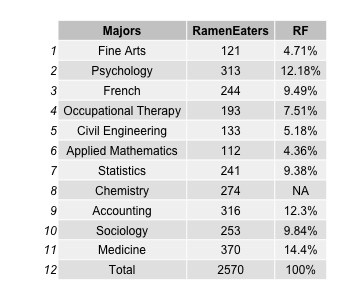 Majors RamenEaters RF
1 Fine Arts 121 4.71%
2 Psychology 313 12.18%
3 French 244 9.49%
4 Occupational Therapy 193 7.51%
5 Civil Engineering 133 5.18%
6 Applied Mathematics 112 4.36%
7 Statistics 241 9.38%
8 Chemistry 274 NA
9 Accounting 316 12.3%
10 Sociology 253 9.84%
11 Medicine 370 14.4%
12 Total 2570 100%